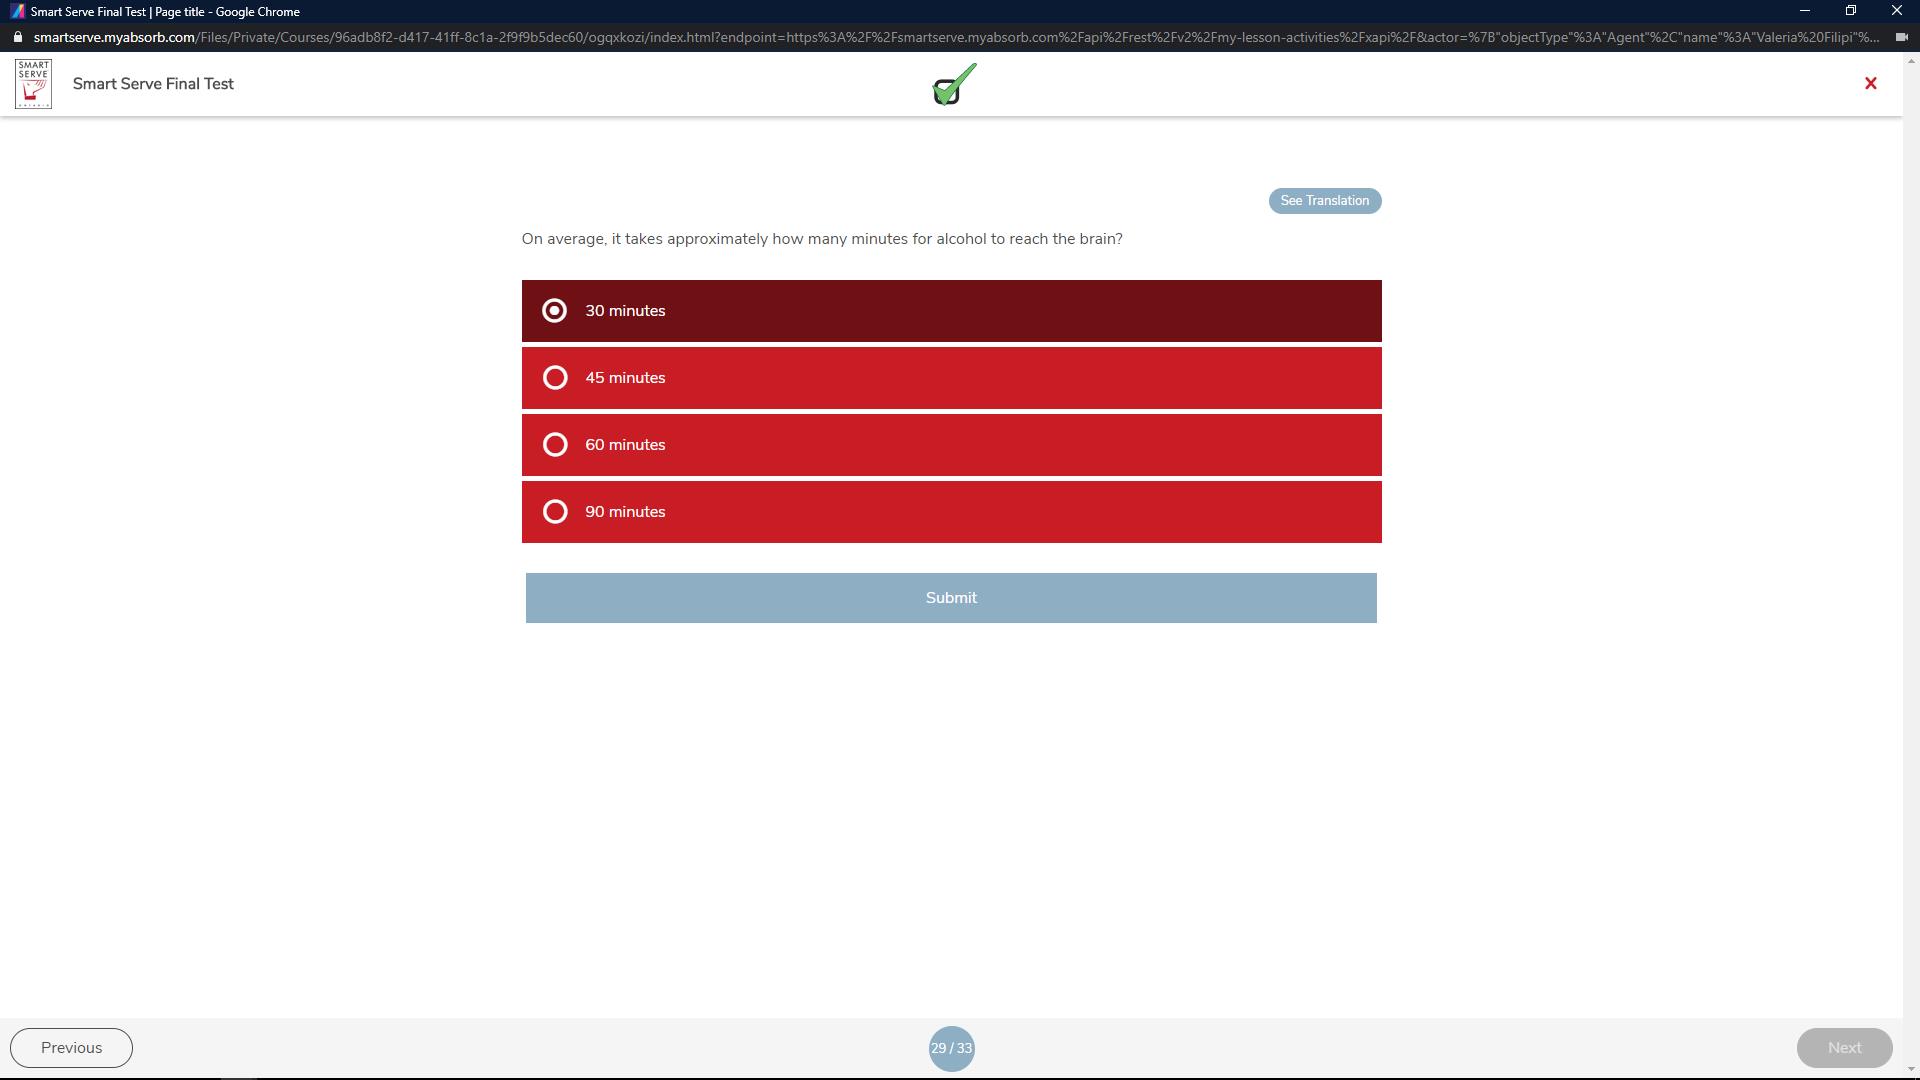 Smart Serve Final Test | Page title - Google Chrome
smartserve.myabsorb.com/Files/Private/Courses/96adb8f2-d417-41ff-8c1a-2f9f9b5dec60/ogqxkozi/index.html?endpoint=https%3A%2F%2Fsmartserve.myabsorb.com%2Fapi%2Frest%2Fv2%2Fmy-lesson-activities%2Fxapi%2F&actor=%7B"objectType"%3A"Agent"%2C"name"%3A"Valeria%20Filipi"%...
SMART
SERVE
Smart Serve Final Test
See Translation
On average, it takes approximately how many minutes for alcohol to reach the brain?
30 minutes
45 minutes
60 minutes
90 minutes
Submit
Previous
29 / 33
Next